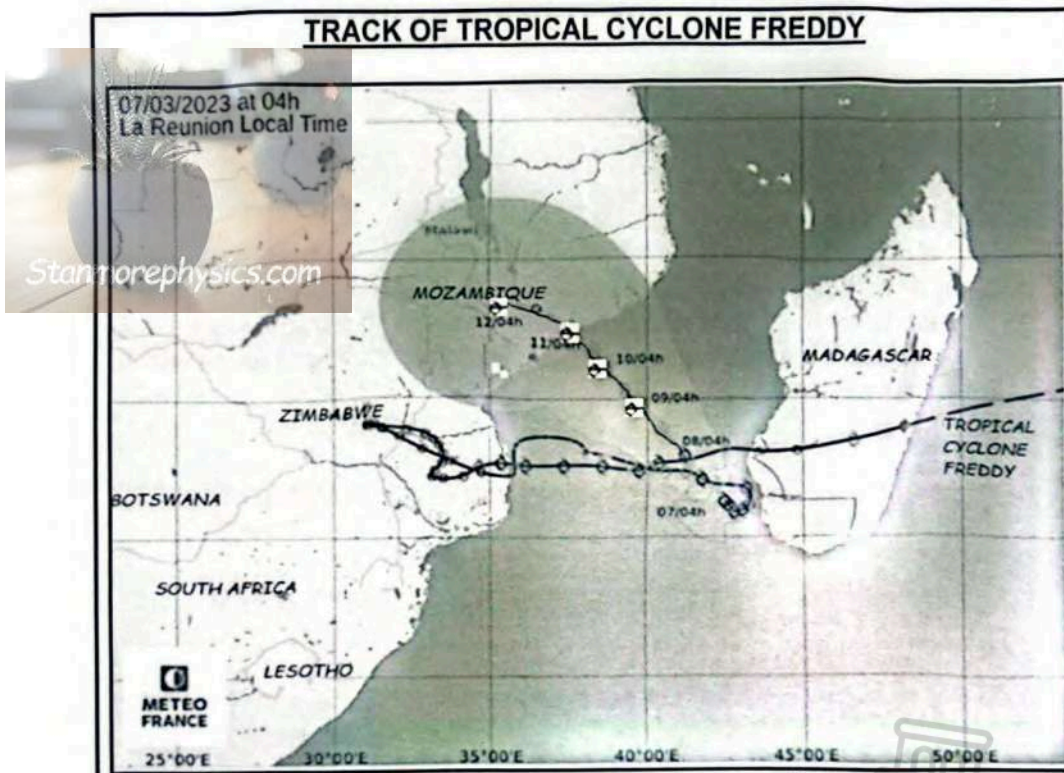 TRACK OF TROPICAL CYCLONE FREDDY
07/03/2023 at 04h
La Reunion Local Time
Malawi
Stanmorephysics.com
MOZAMBIQUE
12/04h
11/04h
10/04h
MADAGASCAR
09/04h
ZIMBABWE
08/04h
TROPICAL
CYCLONE
FREDDY
BOTSWANA
07/04h
SOUTH AFRICA
LESOTHO
METEO
FRANCE
25°00'E 30°00'E 35°00'E 40°00'E 45°00'E 50°00'E